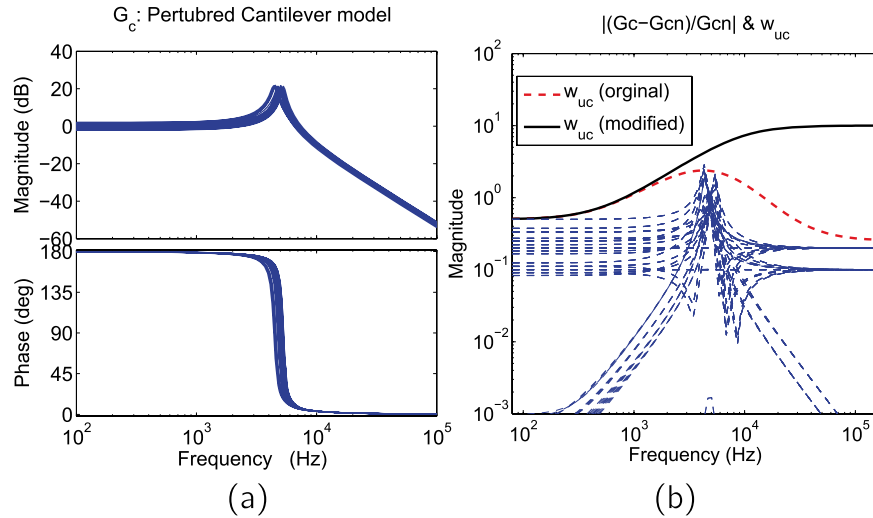 G_c: Pertubred Cantilever model
Magnitude (dB)
40
20
0
−20
−40
−60
180
135
90
45
0
Phase (deg)
10^2
10^3
10^4
10^5
Frequency (Hz)
(a)
|(Gc−Gcn)/Gcn| & w_uc
w_uc (orginal)
w_uc (modified)
Magnitude
10^2
10^1
10^0
10^-1
10^-2
10^-3
10^2
10^3
10^4
10^5
Frequency (Hz)
(b)